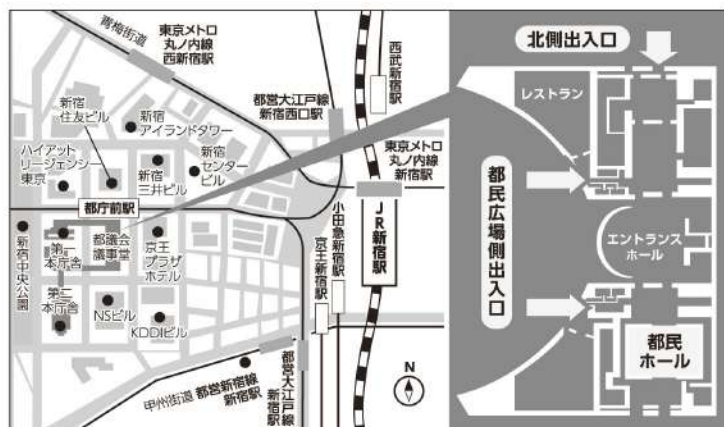 青梅街道
東京メトロ
丸ノ内線
西新宿駅
西武新宿駅
都営大江戸線
新宿西口駅
新宿
住友ビル
新宿
アイランドタワー
ハイアット
リージェンシー
東京
新宿
三井ビル
新宿
センター
ビル
東京メトロ
丸ノ内線
新宿駅
都庁前駅
新宿中央公園
第一
本庁舎
都議会
議事堂
京王
プラザ
ホテル
第二
本庁舎
NSビル
KDDIビル
京王新宿駅
小田急新宿駅
JR新宿駅
甲州街道
都営新宿線
新宿駅
都営大江戸線
新宿駅
N
北側出入口
レストラン
都民広場側出入口
エントランス
ホール
都民
ホール